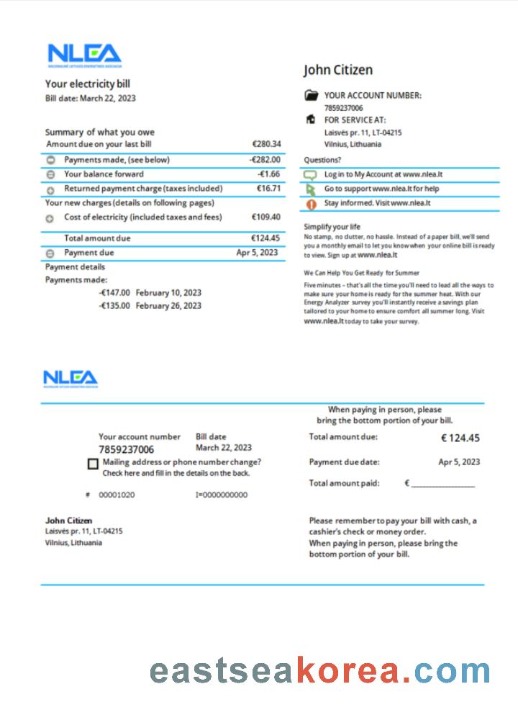 NLEA
Your electricity bill
Bill date: March 22, 2023
Summary of what you owe
Amount due on your last bill €280.34
Payments made, (see below) -€282.00
Your balance forward -€1.66
Returned payment charge (taxes included) €16.71
Your new charges (details on following pages)
Cost of electricity (included taxes and fees) €109.40
Total amount due €124.45
Payment due Apr 5, 2023
Payment details
Payments made:
-€147.00 February 10, 2023
-€135.00 February 26, 2023
John Citizen
YOUR ACCOUNT NUMBER:
7859237006
FOR SERVICE AT:
Laisvės pr. 11, LT-04215
Vilnius, Lithuania
Questions?
Log in to My Account at www.nlea.lt
Go to support www.nlea.lt for help
Stay informed. Visit www.nlea.lt
Simplify your life
No stamp, no clutter, no hassle. Instead of a paper bill, we'll send
you a monthly email to let you know when your online bill is ready
to view. Sign up at www.nlea.lt
We Can Help You Get Ready for Summer
Five minutes – that's all the time you'll need to lead all the ways to
make sure your home is ready for the summer heat. With our
Energy Analyzer survey you'll instantly receive a savings plan
tailored to your home to ensure comfort all summer long. Visit
www.nlea.lt today to take your survey.
NLEA
When paying in person, please
bring the bottom portion of your bill.
Your account number Bill date
7859237006 March 22, 2023
Mailing address or phone number change?
Check here and fill in the details on the back.
# 00001020 I=0000000000
Total amount due: € 124.45
Payment due date: Apr 5, 2023
Total amount paid: € ____________
John Citizen
Laisvės pr. 11, LT-04215
Vilnius, Lithuania
Please remember to pay your bill with cash, a
cashier's check or money order.
When paying in person, please bring the
bottom portion of your bill.
eastseakorea.com